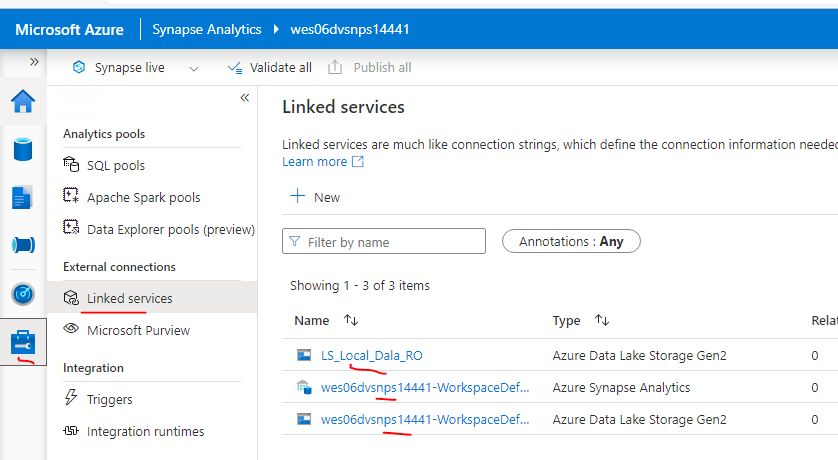 Microsoft Azure Synapse Analytics wes06dvsnps14441
Synapse live Validate all Publish all
Analytics pools
SQL pools
Apache Spark pools
Data Explorer pools (preview)
External connections
Linked services
Microsoft Purview
Integration
Triggers
Integration runtimes
Linked services
Linked services are much like connection strings, which define the connection information needed
Learn more
New
Filter by name
Annotations : Any
Showing 1 - 3 of 3 items
Name Type Relat
LS_Local_Dala_RO Azure Data Lake Storage Gen2 0
wes06dvsnps14441-WorkspaceDef... Azure Synapse Analytics 0
wes06dvsnps14441-WorkspaceDef... Azure Data Lake Storage Gen2 0